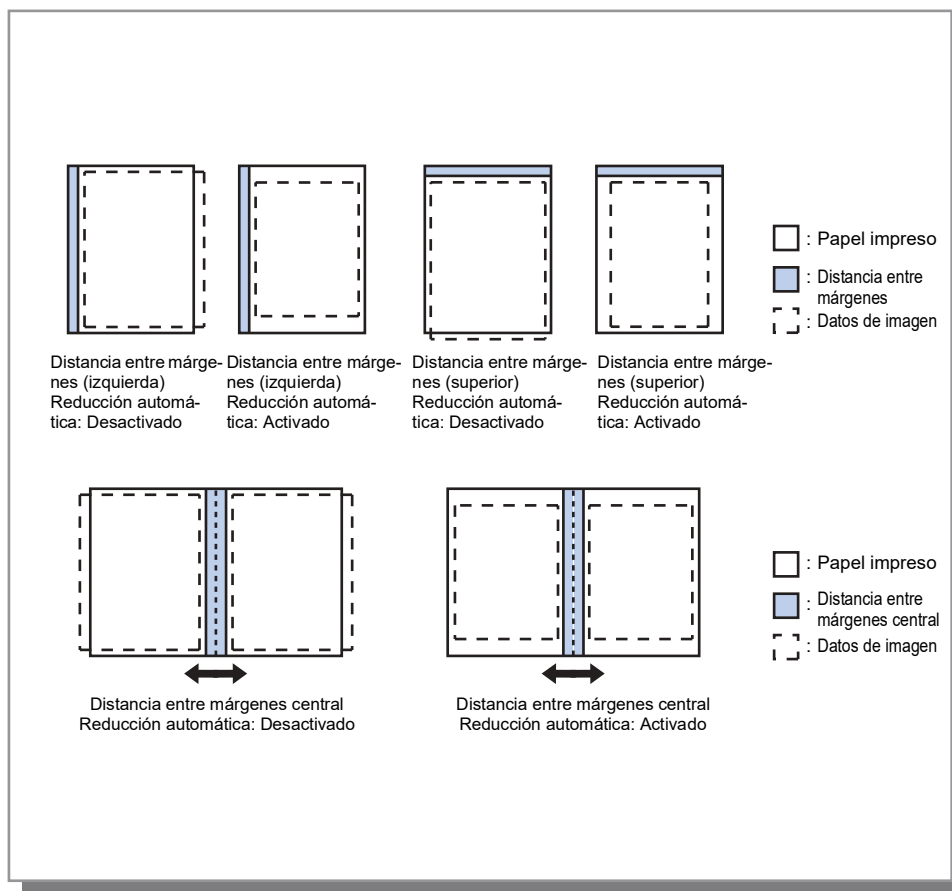 : Papel impreso
: Distancia entre
márgenes
: Datos de imagen
Distancia entre márge-
nes (izquierda)
Reducción automá-
tica: Desactivado
Distancia entre márge-
nes (izquierda)
Reducción automá-
tica: Activado
Distancia entre márge-
nes (superior)
Reducción automá-
tica: Desactivado
Distancia entre márge-
nes (superior)
Reducción automá-
tica: Activado
: Papel impreso
: Distancia entre
márgenes central
: Datos de imagen
Distancia entre márgenes central
Reducción automática: Desactivado
Distancia entre márgenes central
Reducción automática: Activado